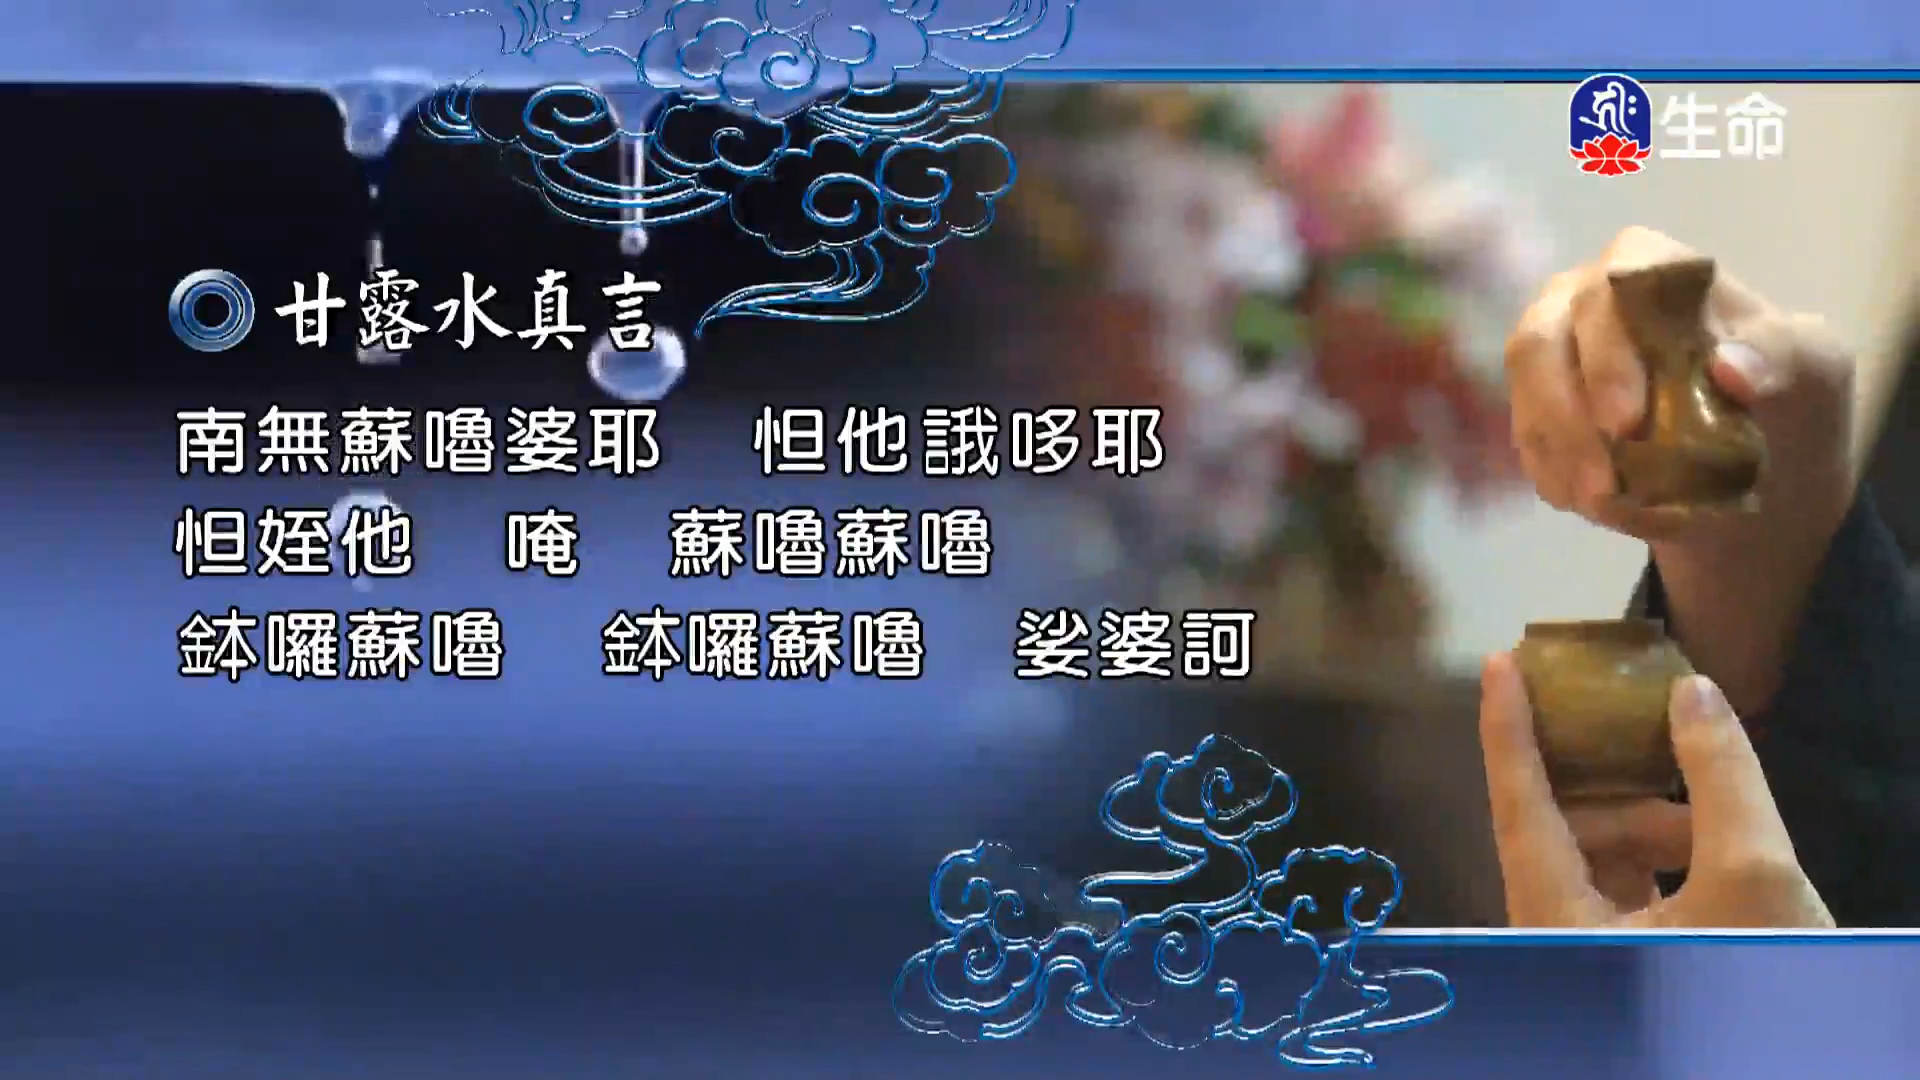 生命
甘露水真言
南無蘇嚕婆耶　怛他誐哆耶
怛姪他　唵　蘇嚕蘇嚕
鉢囉蘇嚕　鉢囉蘇嚕　娑婆訶